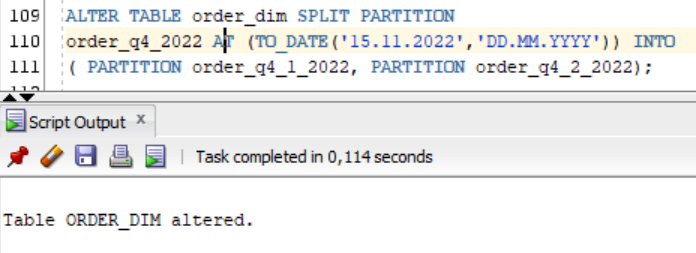 109 ALTER TABLE order_dim SPLIT PARTITION
110 order_q4_2022 AT (TO_DATE('15.11.2022','DD.MM.YYYY')) INTO
111 ( PARTITION order_q4_1_2022, PARTITION order_q4_2_2022);
112
Script Output x
Task completed in 0,114 seconds
Table ORDER_DIM altered.